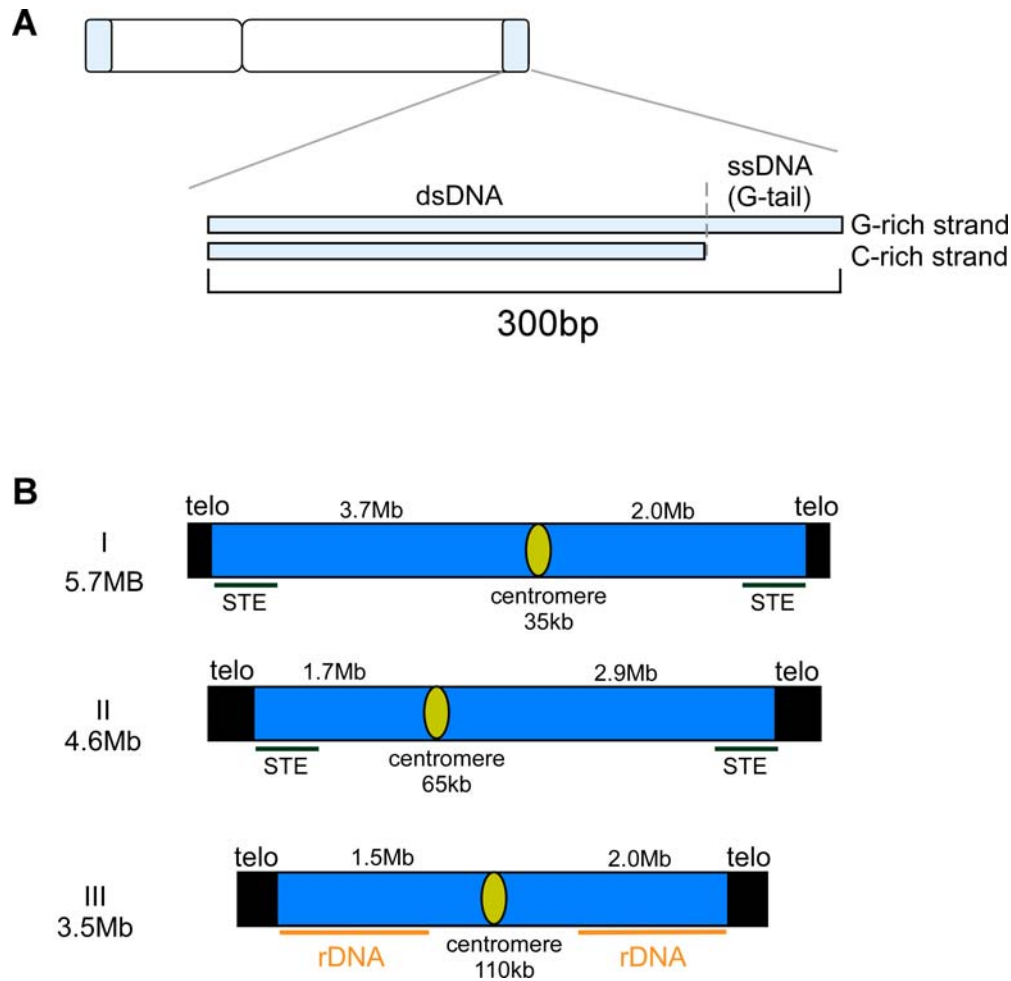 A
dsDNA
ssDNA
(G-tail)
G-rich strand
C-rich strand
300bp
B
telo
3.7Mb
2.0Mb
telo
I
5.7MB
STE
centromere
35kb
STE
telo
1.7Mb
2.9Mb
telo
II
4.6Mb
STE
centromere
65kb
STE
telo
1.5Mb
2.0Mb
telo
III
3.5Mb
rDNA
centromere
110kb
rDNA